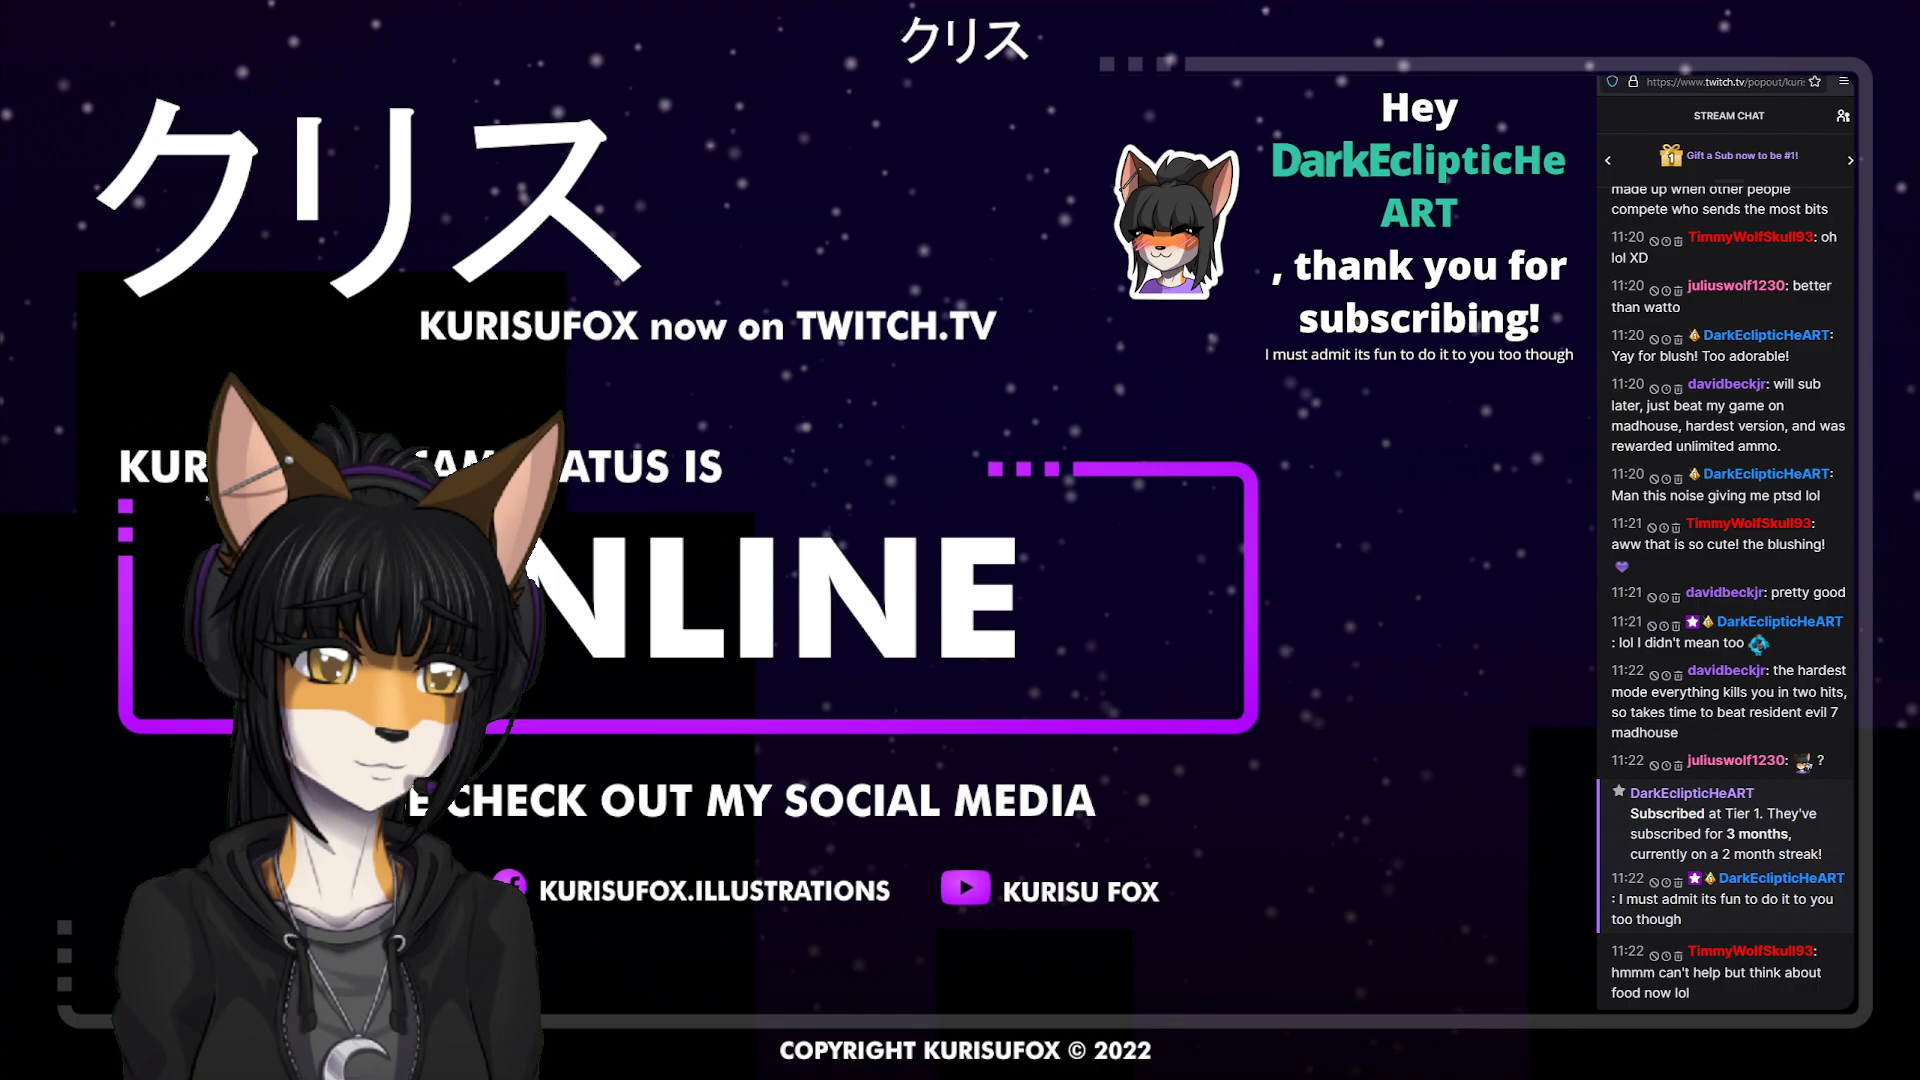 クリス
クリス
KURISUFOX now on TWITCH.TV
ATUS IS
NLINE
CHECK OUT MY SOCIAL MEDIA
KURISUFOX.ILLUSTRATIONS
KURISU FOX
COPYRIGHT KURISUFOX © 2022
Hey
DarkEclipticHe
ART
, thank you for
subscribing!
I must admit its fun to do it to you too though
https://www.twitch.tv/popout/kuri
STREAM CHAT
1 Gift a Sub now to be #1!
made up when other people
compete who sends the most bits
11:20 TimmyWolfSkull93: oh
lol XD
11:20 juliuswolf1230: better
than watto
11:20 DarkEclipticHeART:
Yay for blush! Too adorable!
11:20 davidbeckjr: will sub
later, just beat my game on
madhouse, hardest version, and was
rewarded unlimited ammo.
11:20 DarkEclipticHeART:
Man this noise giving me ptsd lol
11:21 TimmyWolfSkull93:
aww that is so cute! the blushing!
11:21 davidbeckjr: pretty good
11:21 DarkEclipticHeART
: lol I didn't mean too
11:22 davidbeckjr: the hardest
mode everything kills you in two hits,
so takes time to beat resident evil 7
madhouse
11:22 juliuswolf1230: ?
DarkEclipticHeART
Subscribed at Tier 1. They've
subscribed for 3 months,
currently on a 2 month streak!
11:22 DarkEclipticHeART
: I must admit its fun to do it to you
too though
11:22 TimmyWolfSkull93:
hmmm can't help but think about
food now lol